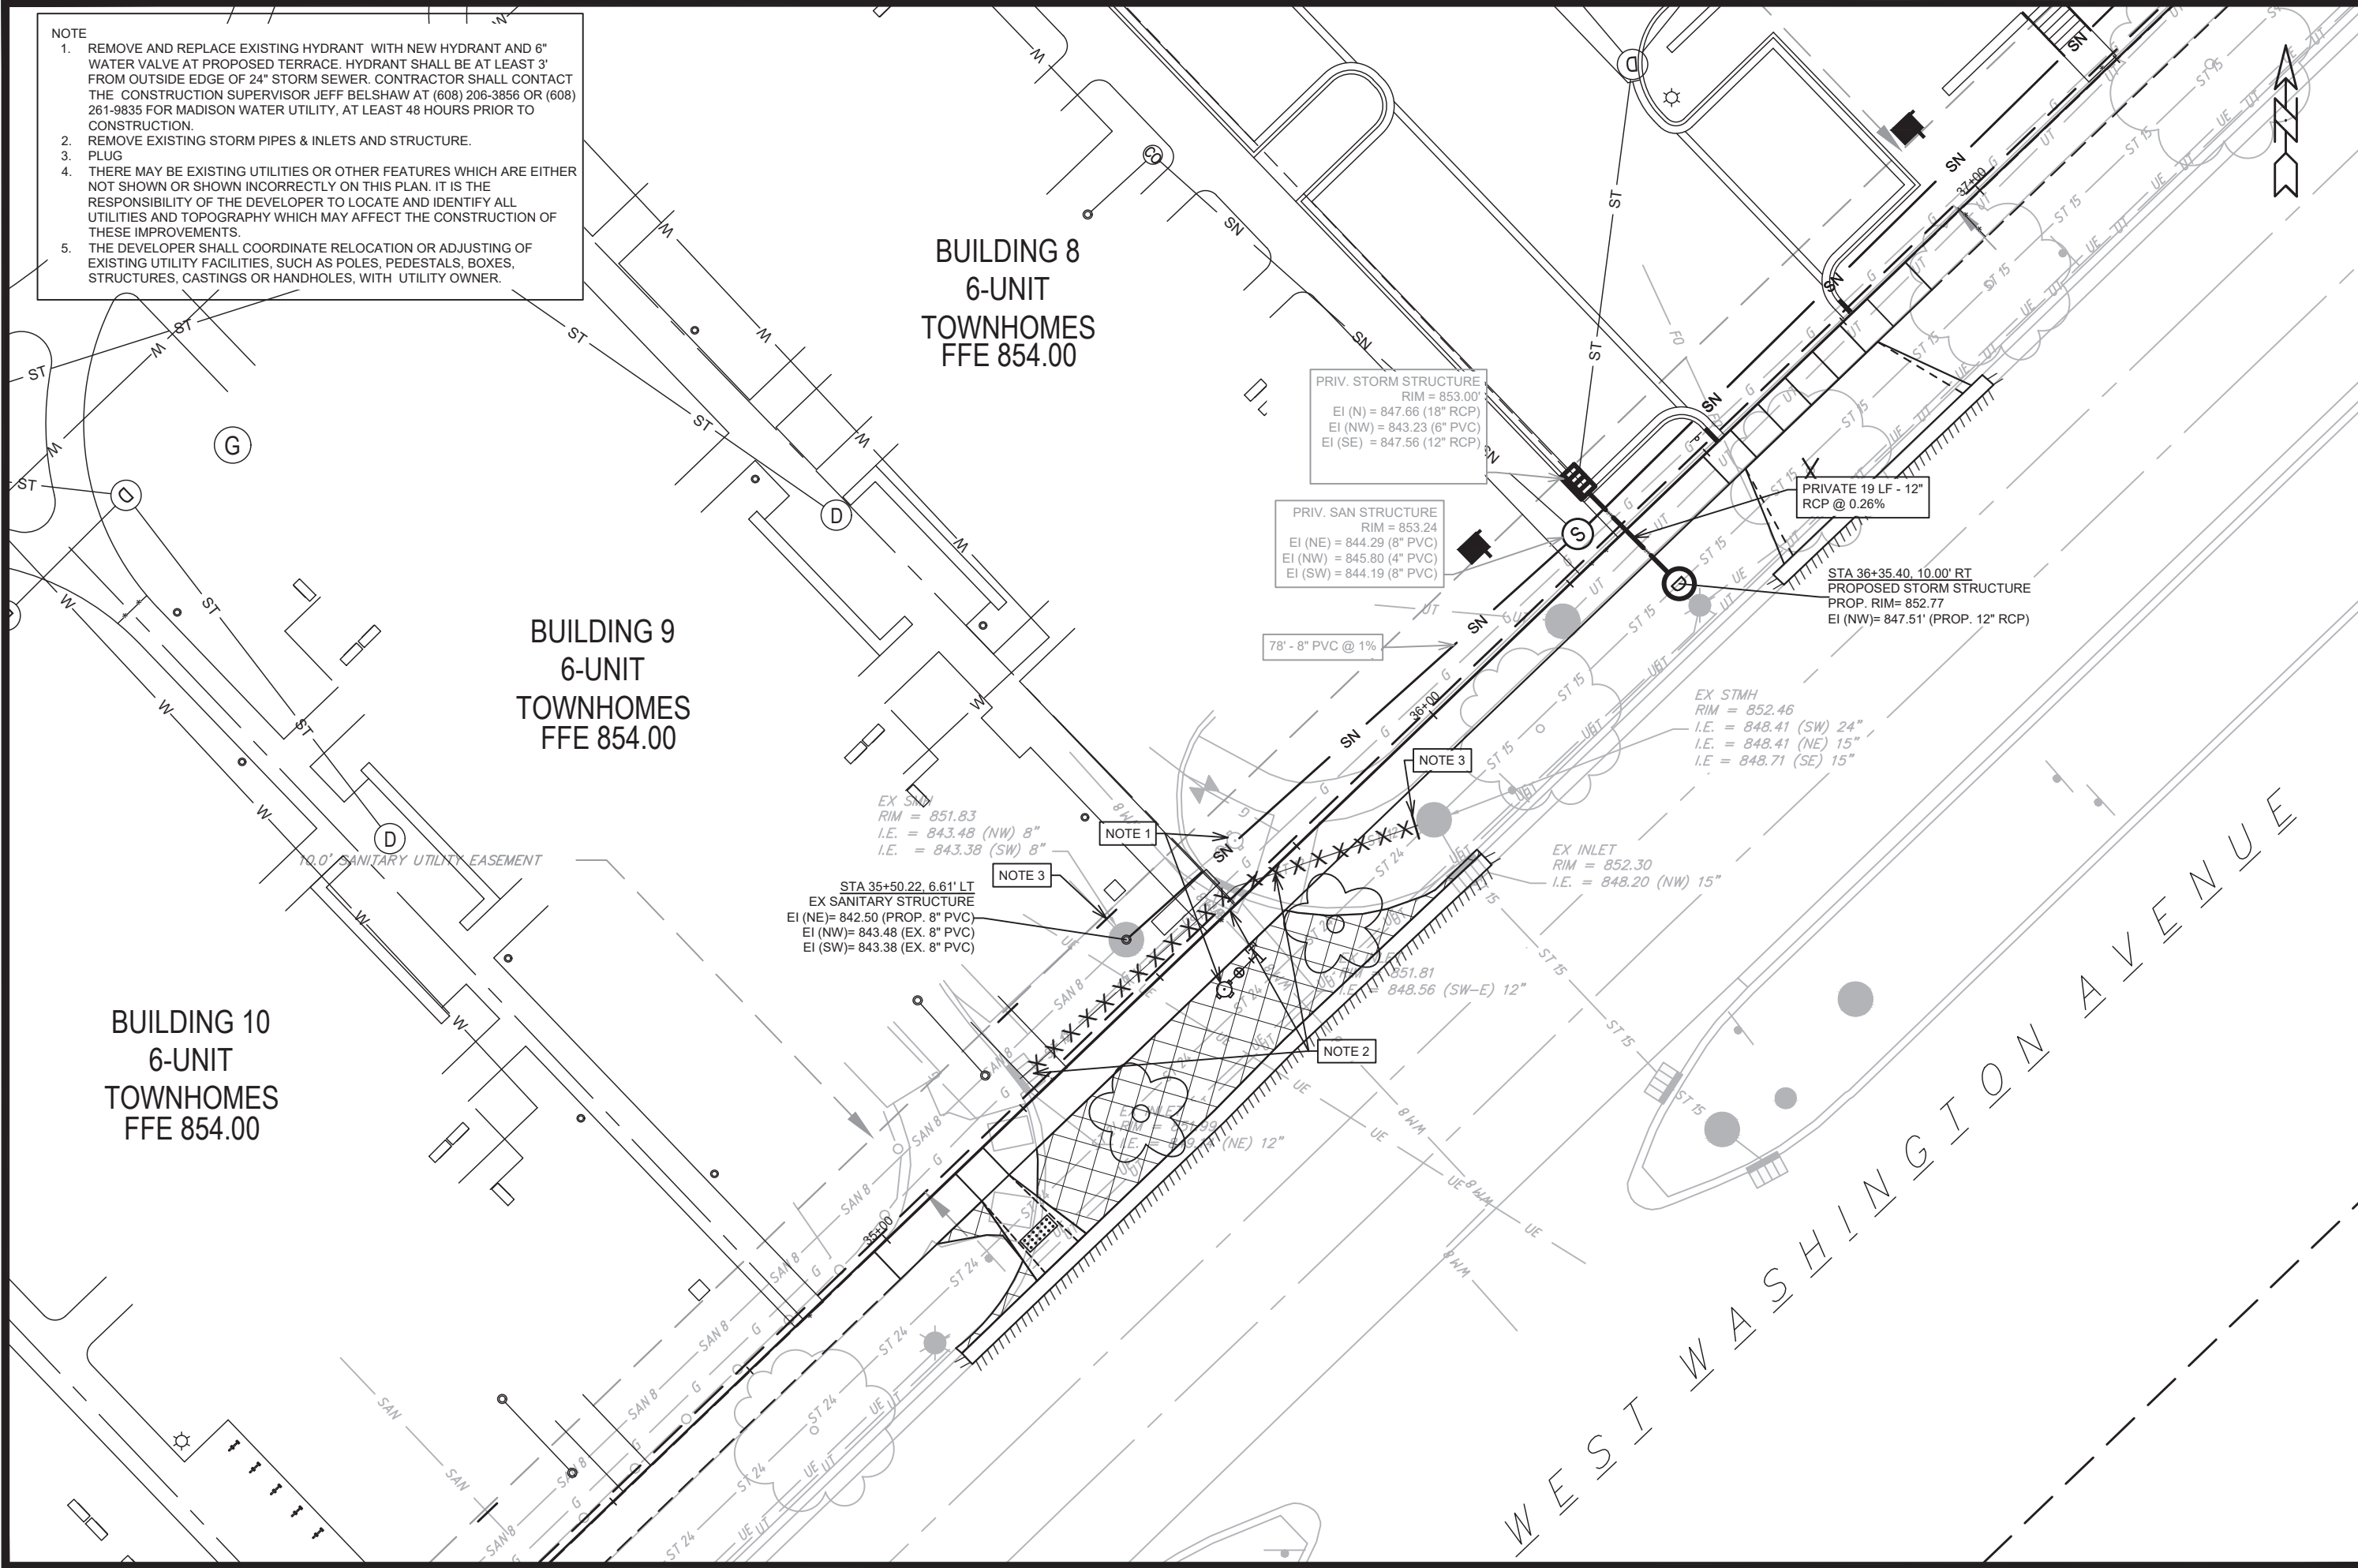 NOTE
1. REMOVE AND REPLACE EXISTING HYDRANT WITH NEW HYDRANT AND 6"
WATER VALVE AT PROPOSED TERRACE. HYDRANT SHALL BE AT LEAST 3'
FROM OUTSIDE EDGE OF 24" STORM SEWER. CONTRACTOR SHALL CONTACT
THE CONSTRUCTION SUPERVISOR JEFF BELSHAW AT (608) 206-3856 OR (608)
261-9835 FOR MADISON WATER UTILITY, AT LEAST 48 HOURS PRIOR TO
CONSTRUCTION.
2. REMOVE EXISTING STORM PIPES & INLETS AND STRUCTURE.
3. PLUG
4. THERE MAY BE EXISTING UTILITIES OR OTHER FEATURES WHICH ARE EITHER
NOT SHOWN OR SHOWN INCORRECTLY ON THIS PLAN. IT IS THE
RESPONSIBILITY OF THE DEVELOPER TO LOCATE AND IDENTIFY ALL
UTILITIES AND TOPOGRAPHY WHICH MAY AFFECT THE CONSTRUCTION OF
THESE IMPROVEMENTS.
5. THE DEVELOPER SHALL COORDINATE RELOCATION OR ADJUSTING OF
EXISTING UTILITY FACILITIES, SUCH AS POLES, PEDESTALS, BOXES,
STRUCTURES, CASTINGS OR HANDHOLES, WITH UTILITY OWNER.
BUILDING 8
6-UNIT
TOWNHOMES
FFE 854.00
PRIV. STORM STRUCTURE
RIM = 853.00'
EI (N) = 847.66 (18" RCP)
EI (NW) = 843.23 (6" PVC)
EI (SE) = 847.56 (12" RCP)
PRIV. SAN STRUCTURE
RIM = 853.24
EI (NE) = 844.29 (8" PVC)
EI (NW) = 845.80 (4" PVC)
EI (SW) = 844.19 (8" PVC)
PRIVATE 19 LF - 12"
RCP @ 0.26%
STA 36+35.40, 10.00' RT
PROPOSED STORM STRUCTURE
PROP. RIM= 852.77
EI (NW)= 847.51' (PROP. 12" RCP)
78' - 8" PVC @ 1%
BUILDING 9
6-UNIT
TOWNHOMES
FFE 854.00
EX STMH
RIM = 852.46
I.E. = 848.41 (SW) 24"
I.E. = 848.41 (NE) 15"
I.E = 848.71 (SE) 15"
NOTE 3
EX SMH
RIM = 851.83
I.E. = 843.48 (NW) 8"
I.E. = 843.38 (SW) 8"
NOTE 1
10.0' SANITARY UTILITY EASEMENT
NOTE 3
EX INLET
RIM = 852.30
I.E. = 848.20 (NW) 15"
STA 35+50.22, 6.61' LT
EX SANITARY STRUCTURE
EI (NE)= 842.50 (PROP. 8" PVC)
EI (NW)= 843.48 (EX. 8" PVC)
EI (SW)= 843.38 (EX. 8" PVC)
851.81
848.56 (SW-E) 12"
NOTE 2
BUILDING 10
6-UNIT
TOWNHOMES
FFE 854.00
(NE) 12"
35+00
36+00
37+00
G
D
D
S
CO
WEST WASHINGTON AVENUE